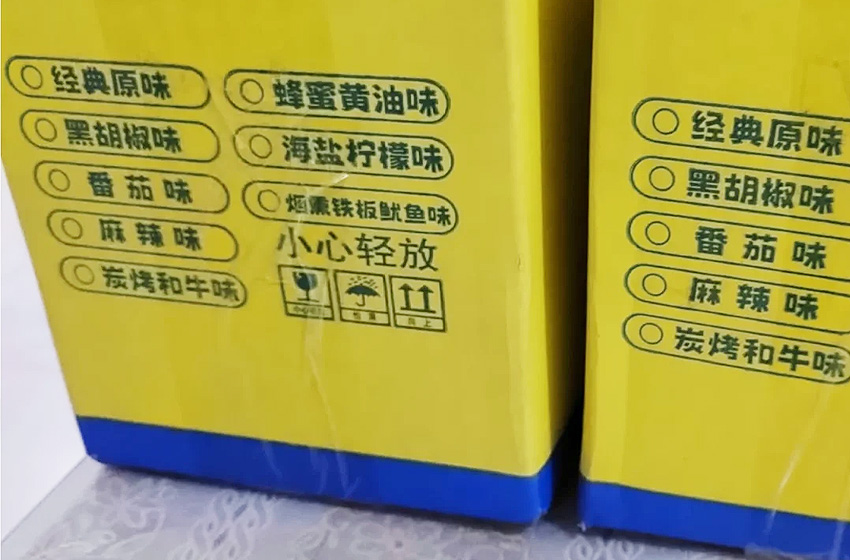 经典原味
黑胡椒味
番茄味
麻辣味
炭烤和牛味
蜂蜜黄油味
海盐柠檬味
烟熏铁板鱿鱼味
小心轻放
向上
经典原味
黑胡椒味
番茄味
麻辣味
炭烤和牛味